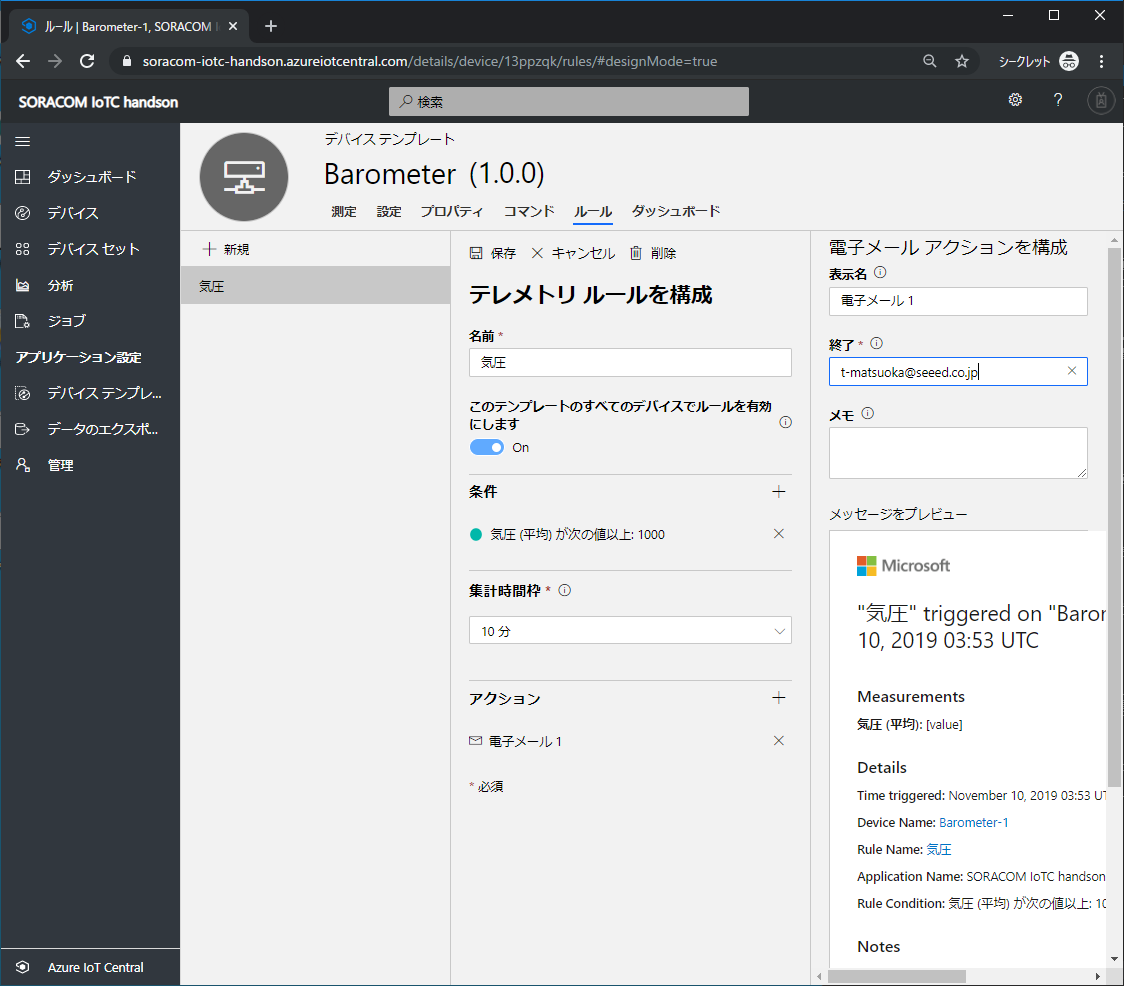 ルール | Barometer-1, SORACOM I
soracom-iotc-handson.azureiotcentral.com/details/device/13ppzqk/rules/#designMode=true
シークレット
SORACOM IoTC handson
検索
?
ダッシュボード
デバイス
デバイス セット
分析
ジョブ
アプリケーション設定
デバイス テンプレ...
データのエクスポ...
管理
Azure IoT Central
デバイス テンプレート
Barometer (1.0.0)
測定 設定 プロパティ コマンド ルール ダッシュボード
新規
気圧
保存 キャンセル 削除
テレメトリ ルールを構成
名前 *
気圧
このテンプレートのすべてのデバイスでルールを有効
にします
On
条件
気圧 (平均) が次の値以上: 1000
集計時間枠 *
10 分
アクション
電子メール 1
* 必須
電子メール アクションを構成
表示名
電子メール 1
終了 *
t-matsuoka@seeed.co.jp
メモ
メッセージをプレビュー
Microsoft
"気圧" triggered on "Baror
10, 2019 03:53 UTC
Measurements
気圧 (平均): [value]
Details
Time triggered: November 10, 2019 03:53 UT
Device Name: Barometer-1
Rule Name: 気圧
Application Name: SORACOM IoTC handson
Rule Condition: 気圧 (平均) が次の値以上: 10
Notes